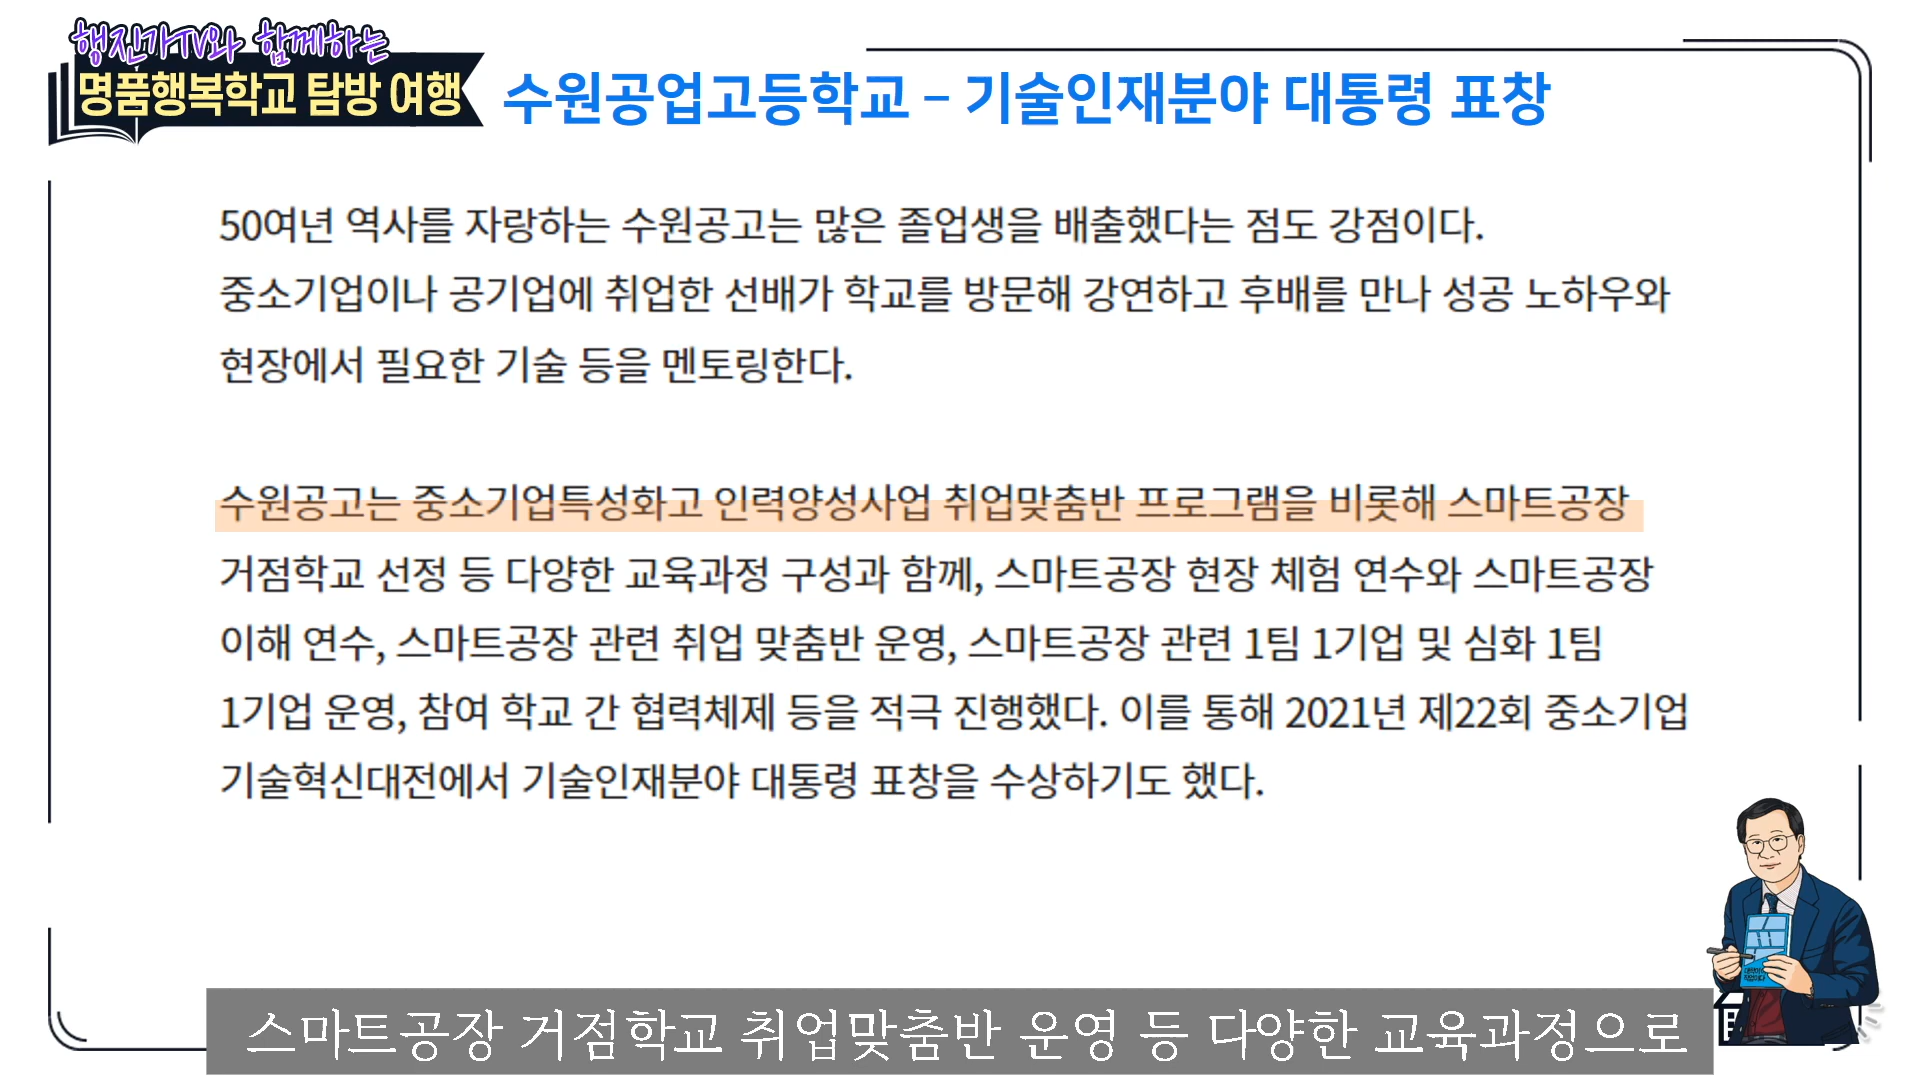 행진가TV와 함께하는
명품행복학교 탐방 여행
수원공업고등학교 – 기술인재분야 대통령 표창
50여년 역사를 자랑하는 수원공고는 많은 졸업생을 배출했다는 점도 강점이다.
중소기업이나 공기업에 취업한 선배가 학교를 방문해 강연하고 후배를 만나 성공 노하우와
현장에서 필요한 기술 등을 멘토링한다.
수원공고는 중소기업특성화고 인력양성사업 취업맞춤반 프로그램을 비롯해 스마트공장
거점학교 선정 등 다양한 교육과정 구성과 함께, 스마트공장 현장 체험 연수와 스마트공장
이해 연수, 스마트공장 관련 취업 맞춤반 운영, 스마트공장 관련 1팀 1기업 및 심화 1팀
1기업 운영, 참여 학교 간 협력체제 등을 적극 진행했다. 이를 통해 2021년 제22회 중소기업
기술혁신대전에서 기술인재분야 대통령 표창을 수상하기도 했다.
스마트공장 거점학교 취업맞춤반 운영 등 다양한 교육과정으로